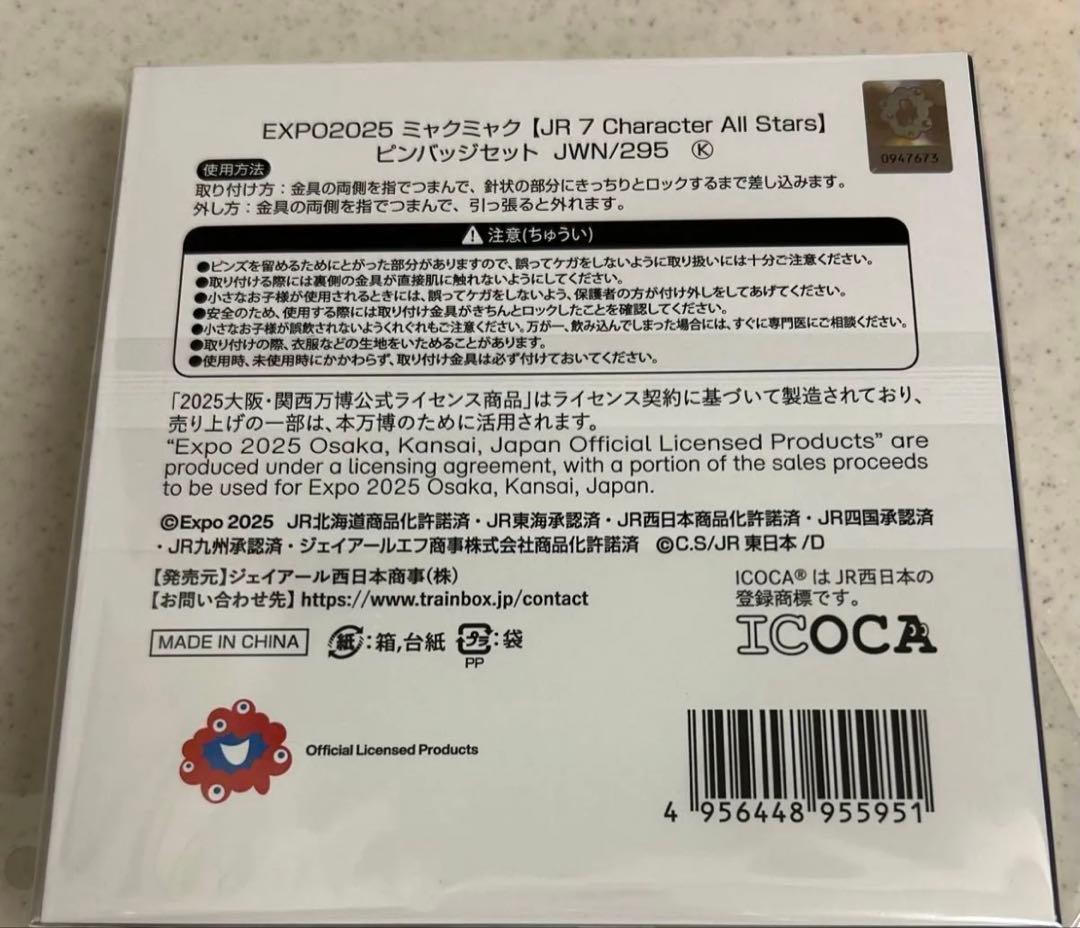 EXPO2025 ミャクミャク【JR 7 Character All Stars】
ピンバッジセット JWN/295 Ⓚ
0947673
使用方法
取り付け方：金具の両側を指でつまんで、針状の部分にきっちりとロックするまで差し込みます。
外し方：金具の両側を指でつまんで、引っ張ると外れます。
⚠注意(ちゅうい)
●ピンズを留めるためにとがった部分がありますので、誤ってケガをしないように取り扱いには十分ご注意ください。
●取り付ける際には裏側の金具が直接肌に触れないようにしてください。
●小さなお子様が使用されるときには、誤ってケガをしないよう、保護者の方が付け外しをしてあげてください。
●安全のため、使用する際には取り付け金具がきちんとロックしたことを確認してください。
●小さなお子様が誤飲されないようくれぐれもご注意ください。万が一、飲み込んでしまった場合には、すぐに専門医にご相談ください。
●取り付けの際、衣服などの生地をいためることがあります。
●使用時、未使用時にかかわらず、取り付け金具は必ず付けておいてください。
「2025大阪・関西万博公式ライセンス商品」はライセンス契約に基づいて製造されており、
売り上げの一部は、本万博のために活用されます。
“Expo 2025 Osaka, Kansai, Japan Official Licensed Products” are
produced under a licensing agreement, with a portion of the sales proceeds
to be used for Expo 2025 Osaka, Kansai, Japan.
©Expo 2025 JR北海道商品化許諾済・JR東海承認済・JR西日本商品化許諾済・JR四国承認済
・JR九州承認済・ジェイアールエフ商事株式会社商品化許諾済 ©C.S/JR東日本/D
【発売元】ジェイアール西日本商事(株)
【お問い合わせ先】https://www.trainbox.jp/contact
ICOCA®はJR西日本の
登録商標です。
ICOCA
MADE IN CHINA
紙：箱,台紙 プラ：袋
PP
Official Licensed Products
4 956448 955951